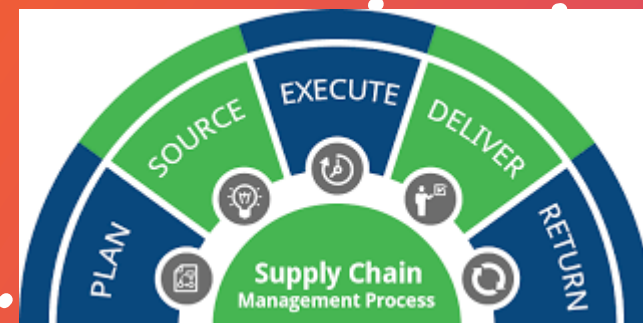 PLAN
SOURCE
EXECUTE
DELIVER
RETURN
Supply Chain
Management Process